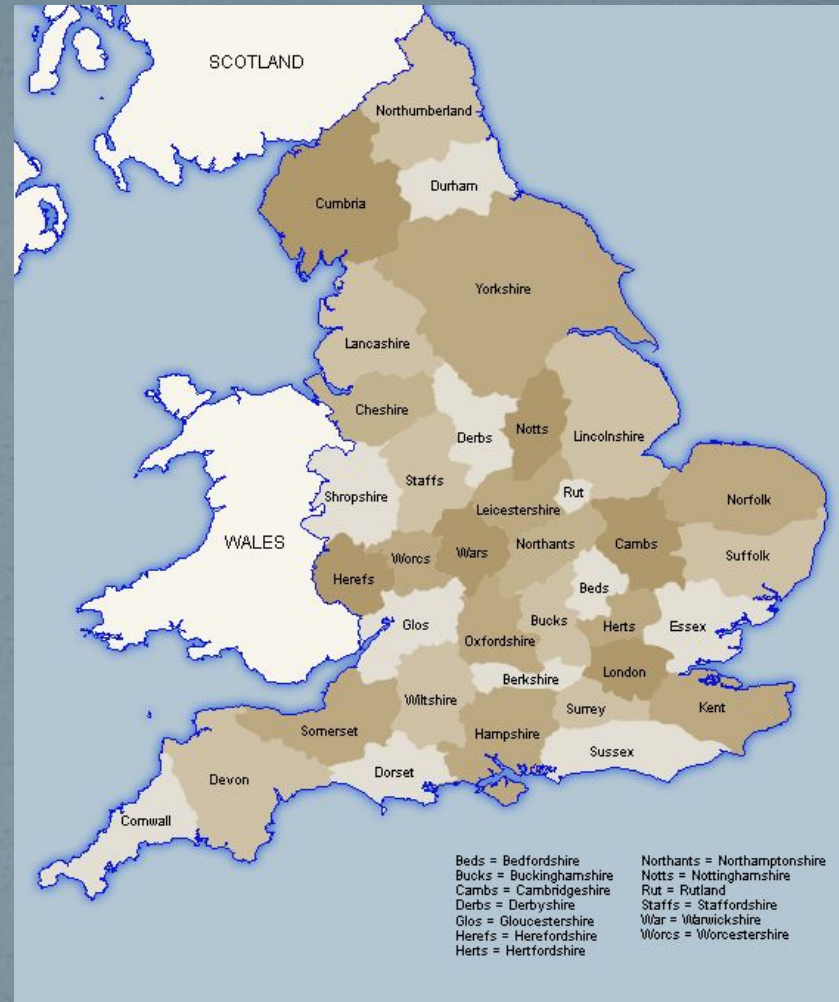 SCOTLAND
Northumberland
Durham
Cumbria
Yorkshire
Lancashire
Cheshire
Derbs
Notts
Lincolnshire
Staffs
Shropshire
Rut
Leicestershire
Norfolk
WALES
Herefs
Worcs
Wars
Northants
Cambs
Suffolk
Beds
Glos
Bucks
Herts
Essex
Oxfordshire
Berkshire
London
Wiltshire
Surrey
Kent
Somerset
Hampshire
Sussex
Devon
Dorset
Cornwall
Beds = Bedfordshire
Bucks = Buckinghamshire
Cambs = Cambridgeshire
Derbs = Derbyshire
Glos = Gloucestershire
Herefs = Herefordshire
Herts = Hertfordshire
Northants = Northamptonshire
Notts = Nottinghamshire
Rut = Rutland
Staffs = Staffordshire
War = Warwickshire
Worcs = Worcestershire